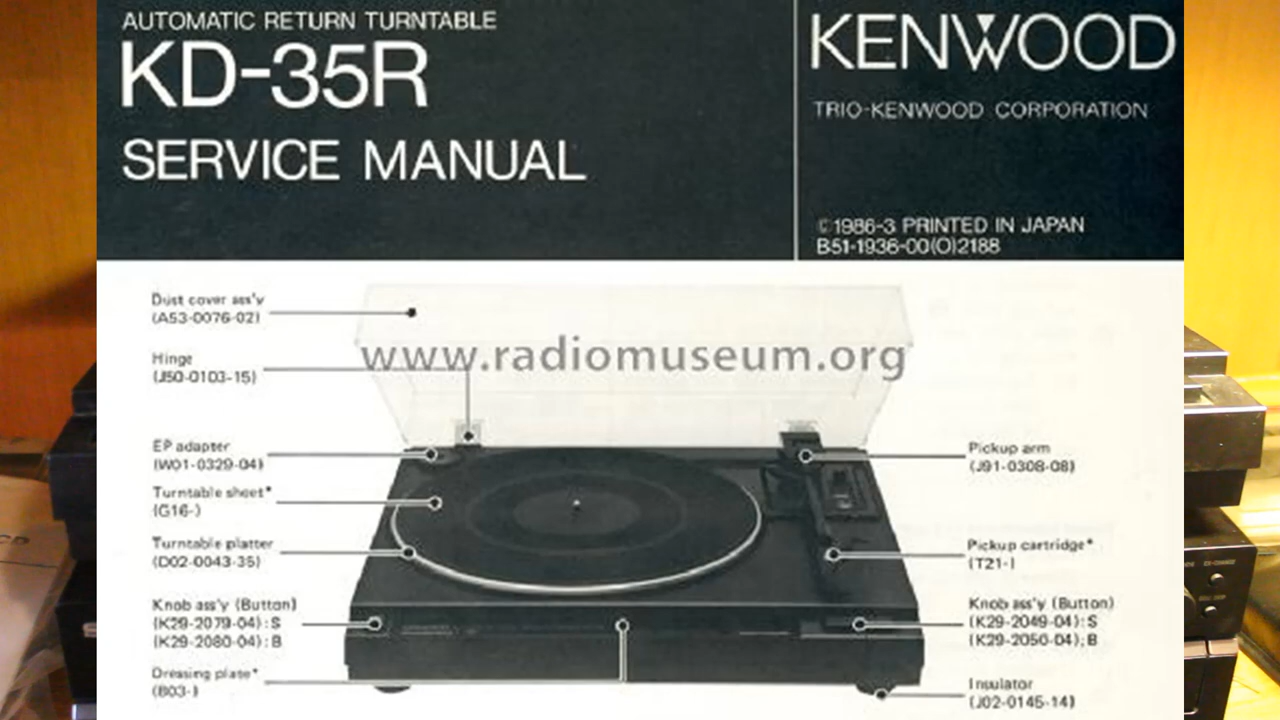 AUTOMATIC RETURN TURNTABLE
KD-35R
SERVICE MANUAL
KENWOOD
TRIO-KENWOOD CORPORATION
©1986-3 PRINTED IN JAPAN
B51-1936-00(O)2188
Dust cover ass'y
(A53-0076-02)
www.radiomuseum.org
Hinge
(J50-0103-15)
EP adapter
(W01-0329-04)
Turntable sheet*
(G16-)
Turntable platter
(D02-0043-35)
Knob ass'y (Button)
(K29-2079-04): S
(K29-2080-04): B
Dressing plate*
(B03-)
Pickup arm
(J91-0308-08)
Pickup cartridge*
(T21-)
Knob ass'y (Button)
(K29-2049-04): S
(K29-2050-04); B
Insulator
(J02-0145-14)